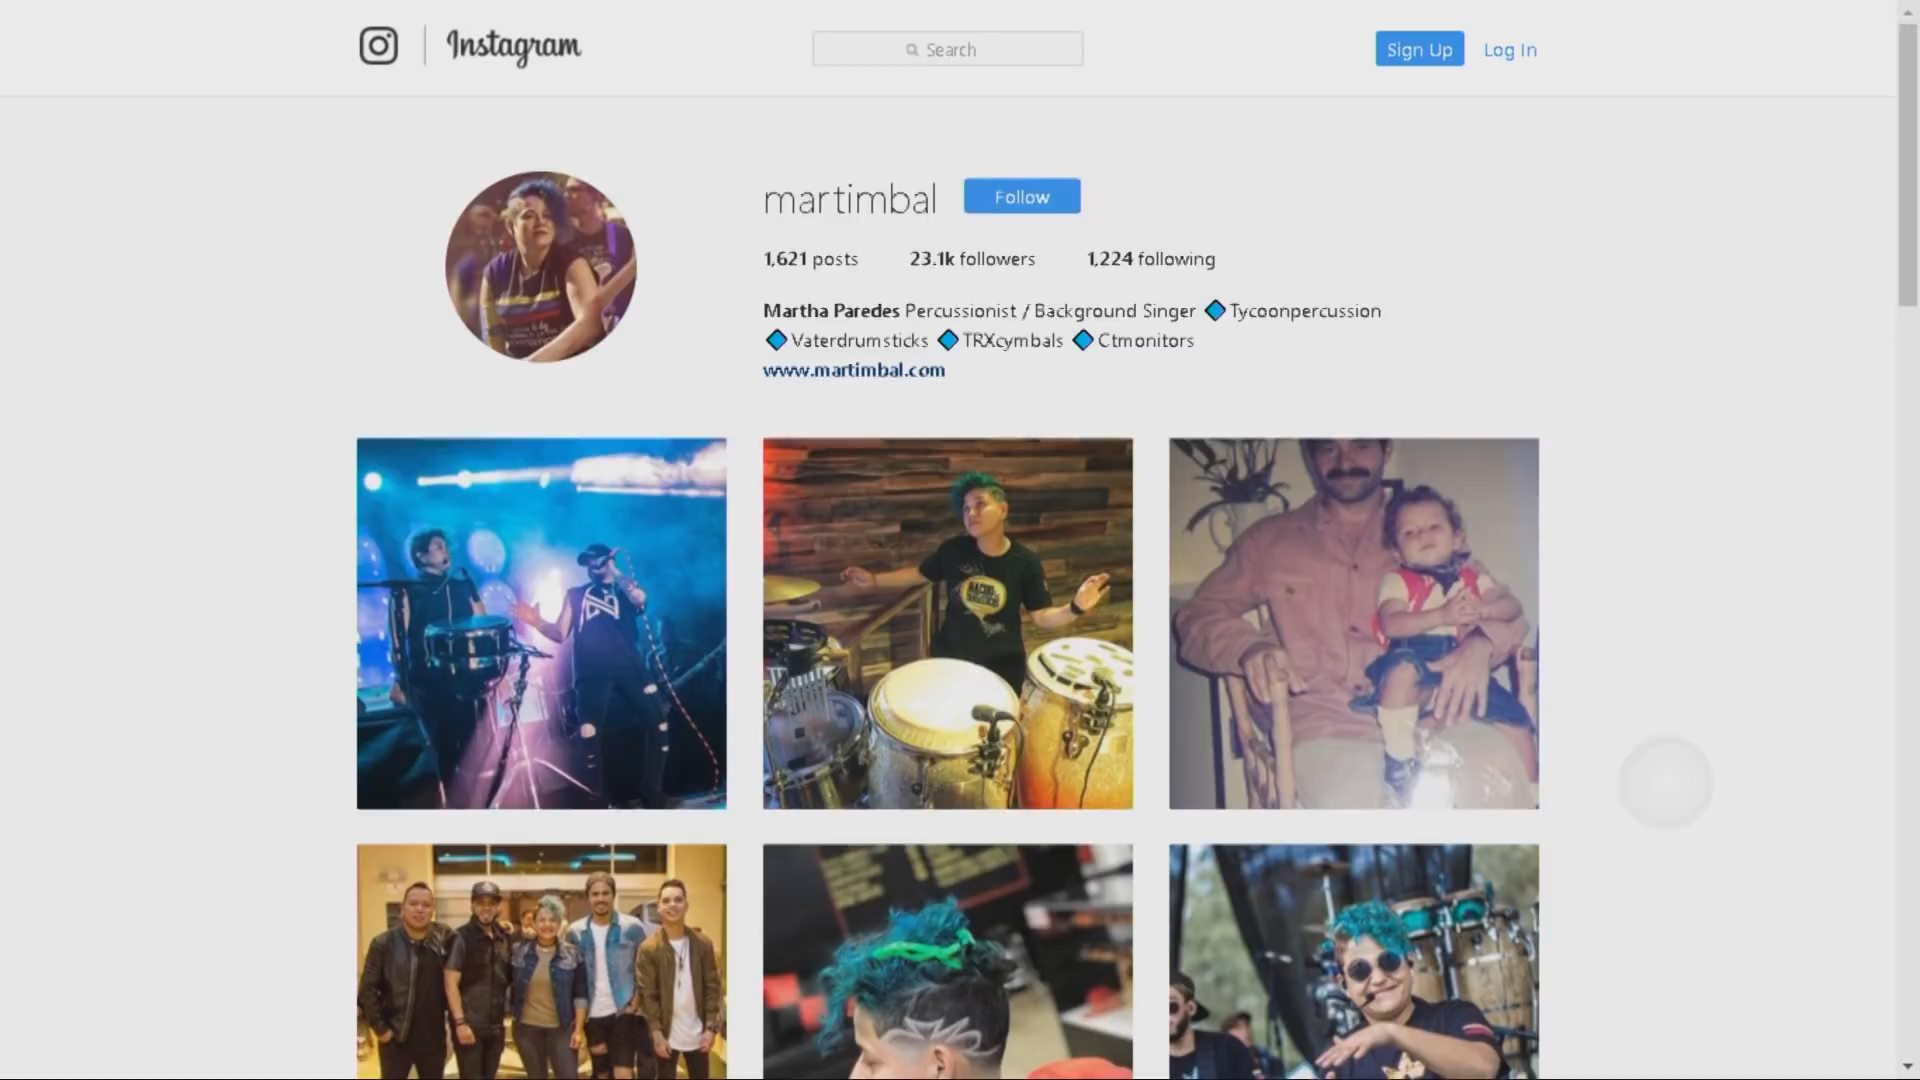 Instagram
Search
Sign Up
Log In
martimbal
Follow
1,621 posts 23.1k followers 1,224 following
Martha Paredes Percussionist / Background Singer 🔷Tycoonpercussion
🔷Vaterdrumsticks 🔷TRXcymbals 🔷Ctmonitors
www.martimbal.com